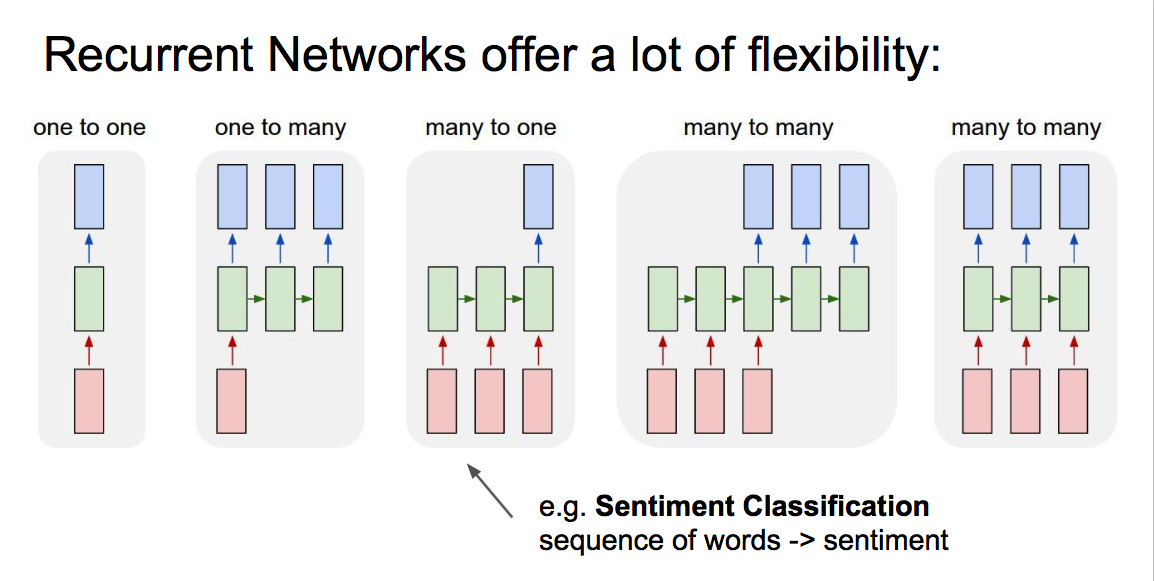 Recurrent Networks offer a lot of flexibility:
one to one
one to many
many to one
many to many
many to many
e.g. Sentiment Classification
sequence of words -> sentiment